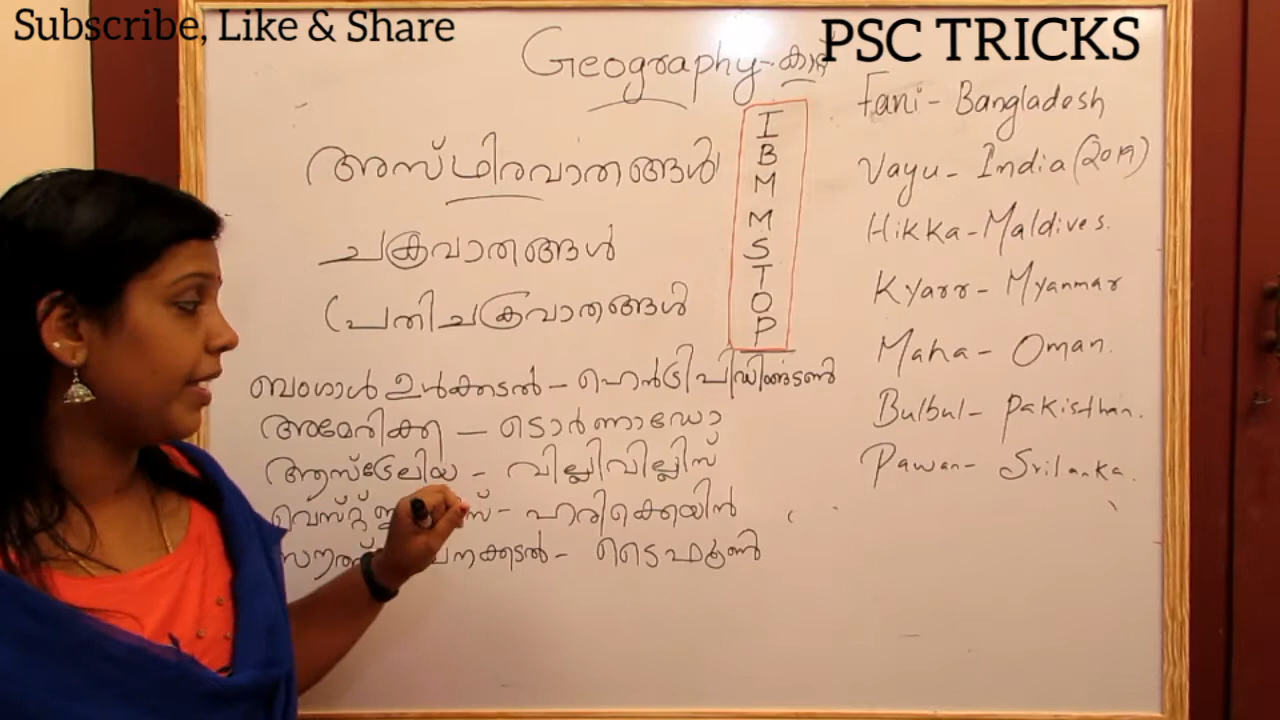 Subscribe, Like & Share
PSC TRICKS
Geography-
അസ്ഥിരവാതങ്ങൾ
ചക്രവാതങ്ങൾ
പ്രതിചക്രവാതങ്ങൾ
I
B
M
M
S
T
O
P
ബംഗാൾ ഉൾക്കടൽ -
അമേരിക്ക - ടൊർണാഡോ
ആസ്ട്രേലിയ - വില്ലിവില്ലിസ്
വെസ്റ്റ് - ഹരിക്കെയിൻ
- ടൈഫൂൺ
Fani - Bangladesh
Vayu - India (2019)
Hikka - Maldives.
Kyarr - Myanmar
Maha - Oman.
Bulbul - Pakisthan.
Pawan - Srilanka.